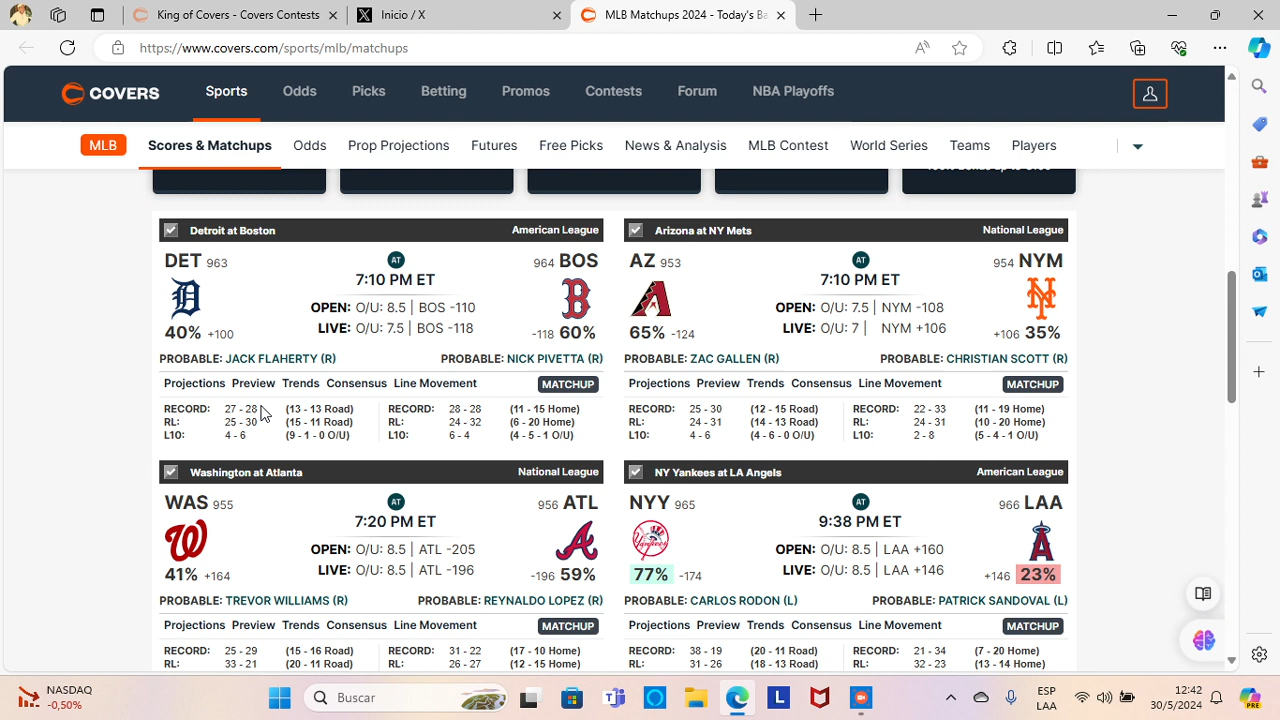 King of Covers - Covers Contests
Inicio / X
MLB Matchups 2024 - Today's Ba
https://www.covers.com/sports/mlb/matchups
COVERS
Sports Odds Picks Betting Promos Contests Forum NBA Playoffs
MLB Scores & Matchups Odds Prop Projections Futures Free Picks News & Analysis MLB Contest World Series Teams Players
Detroit at Boston American League
DET 963 AT 964 BOS
7:10 PM ET
OPEN: O/U: 8.5 | BOS -110
LIVE: O/U: 7.5 | BOS -118
40% +100 -118 60%
PROBABLE: JACK FLAHERTY (R) PROBABLE: NICK PIVETTA (R)
Projections Preview Trends Consensus Line Movement MATCHUP
RECORD: 27 - 28 (13 - 13 Road) RECORD: 28 - 28 (11 - 15 Home)
RL: 25 - 30 (15 - 11 Road) RL: 24 - 32 (6 - 20 Home)
L10: 4 - 6 (9 - 1 - 0 O/U) L10: 6 - 4 (4 - 5 - 1 O/U)
Arizona at NY Mets National League
AZ 953 AT 954 NYM
7:10 PM ET
OPEN: O/U: 7.5 | NYM -108
LIVE: O/U: 7 | NYM +106
65% -124 +106 35%
PROBABLE: ZAC GALLEN (R) PROBABLE: CHRISTIAN SCOTT (R)
Projections Preview Trends Consensus Line Movement MATCHUP
RECORD: 25 - 30 (12 - 15 Road) RECORD: 22 - 33 (11 - 19 Home)
RL: 24 - 31 (14 - 13 Road) RL: 24 - 31 (10 - 20 Home)
L10: 4 - 6 (4 - 6 - 0 O/U) L10: 2 - 8 (5 - 4 - 1 O/U)
Washington at Atlanta National League
WAS 955 AT 956 ATL
7:20 PM ET
OPEN: O/U: 8.5 | ATL -205
LIVE: O/U: 8.5 | ATL -196
41% +164 -196 59%
PROBABLE: TREVOR WILLIAMS (R) PROBABLE: REYNALDO LOPEZ (R)
Projections Preview Trends Consensus Line Movement MATCHUP
RECORD: 25 - 29 (15 - 16 Road) RECORD: 31 - 22 (17 - 10 Home)
RL: 33 - 21 (20 - 11 Road) RL: 26 - 27 (12 - 15 Home)
NY Yankees at LA Angels American League
NYY 965 AT 966 LAA
9:38 PM ET
OPEN: O/U: 8.5 | LAA +160
LIVE: O/U: 8.5 | LAA +146
77% -174 +146 23%
PROBABLE: CARLOS RODON (L) PROBABLE: PATRICK SANDOVAL (L)
Projections Preview Trends Consensus Line Movement MATCHUP
RECORD: 38 - 19 (20 - 11 Road) RECORD: 21 - 34 (7 - 20 Home)
RL: 31 - 26 (18 - 13 Road) RL: 32 - 23 (13 - 14 Home)
NASDAQ
-0,50%
Buscar
ESP
LAA
12:42
30/5/2024